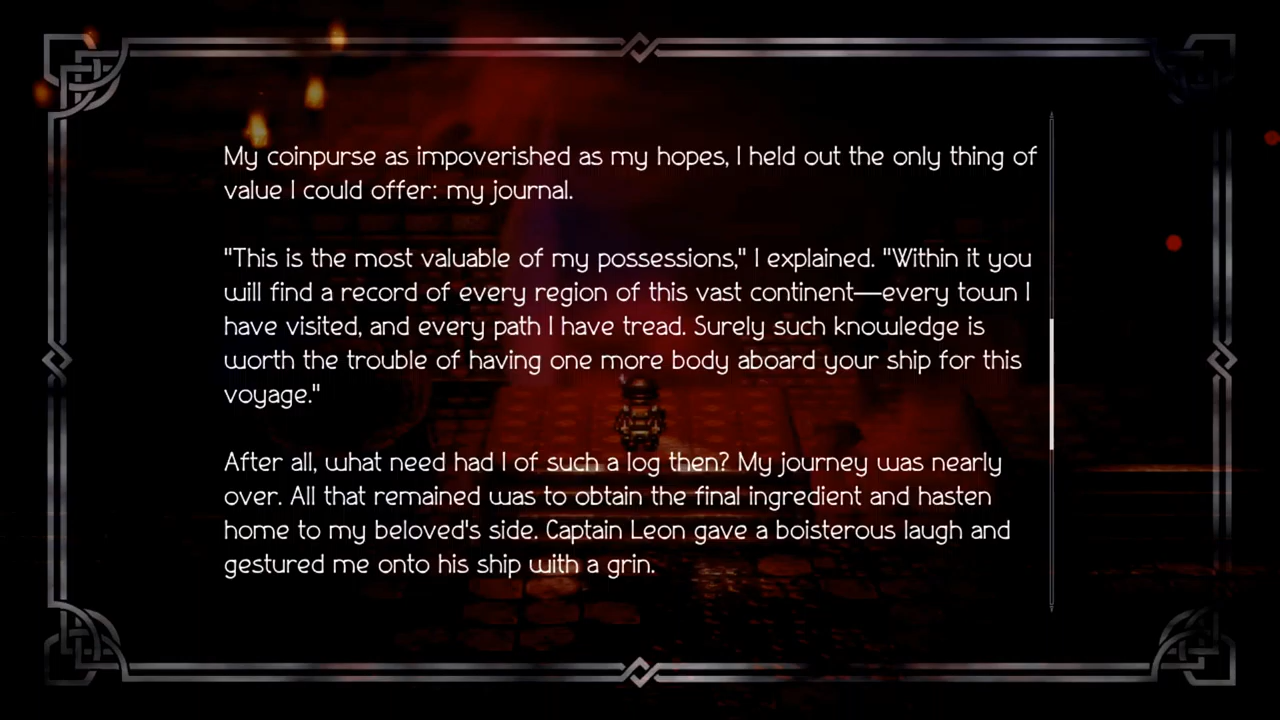 My coinpurse as impoverished as my hopes, I held out the only thing of
value I could offer: my journal.
"This is the most valuable of my possessions," I explained. "Within it you
will find a record of every region of this vast continent—every town I
have visited, and every path I have tread. Surely such knowledge is
worth the trouble of having one more body aboard your ship for this
voyage."
After all, what need had I of such a log then? My journey was nearly
over. All that remained was to obtain the final ingredient and hasten
home to my beloved's side. Captain Leon gave a boisterous laugh and
gestured me onto his ship with a grin.